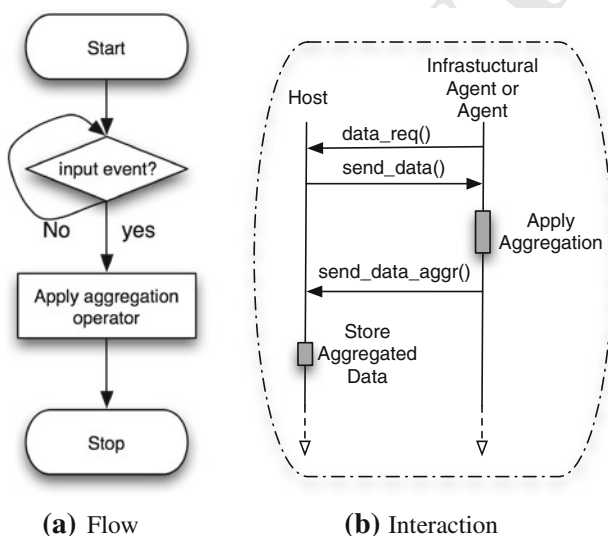 Start
input event?
No
yes
Apply aggregation
operator
Stop
(a) Flow
Host
Infrastuctural
Agent or
Agent
data_req()
send_data()
Apply
Aggregation
send_data_aggr()
Store
Aggregated
Data
(b) Interaction